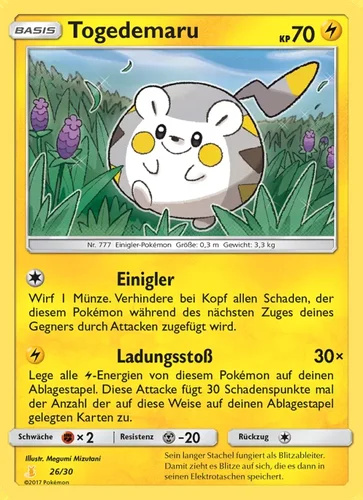 BASIS Togedemaru KP 70
Nr. 777 Einigler-Pokémon Größe: 0,3 m Gewicht: 3,3 kg
Einigler
Wirf 1 Münze. Verhindere bei Kopf allen Schaden, der
diesem Pokémon während des nächsten Zuges deines
Gegners durch Attacken zugefügt wird.
Ladungsstoß 30×
Lege alle -Energien von diesem Pokémon auf deinen
Ablagestapel. Diese Attacke fügt 30 Schadenspunkte mal
der Anzahl der auf diese Weise auf deinen Ablagestapel
gelegten Karten zu.
Schwäche ×2 Resistenz -20 Rückzug
Illustr. Megumi Mizutani
26/30
©2017 Pokémon
Sein langer Stachel fungiert als Blitzableiter.
Damit zieht es Blitze auf sich, die es dann in
seinen Elektrotaschen speichert.